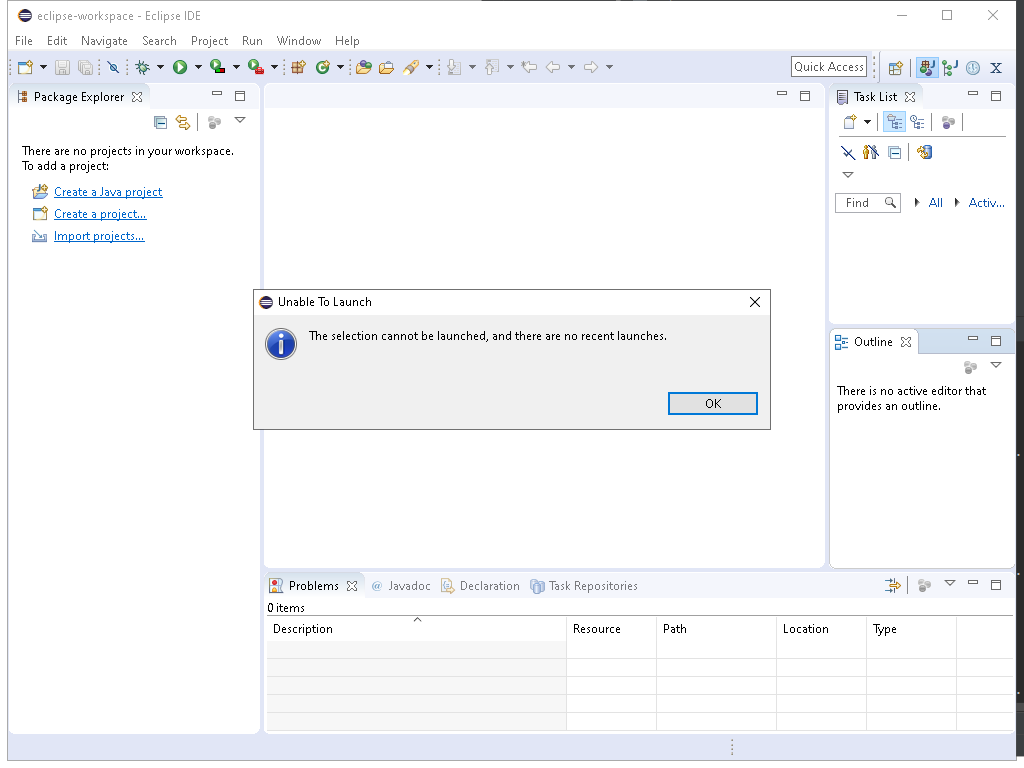 eclipse-workspace - Eclipse IDE
File Edit Navigate Search Project Run Window Help
Quick Access
Package Explorer
There are no projects in your workspace.
To add a project:
Create a Java project
Create a project...
Import projects...
Task List
Find All Activ...
Unable To Launch
The selection cannot be launched, and there are no recent launches.
OK
Outline
There is no active editor that
provides an outline.
Problems @ Javadoc Declaration Task Repositories
0 items
Description Resource Path Location Type